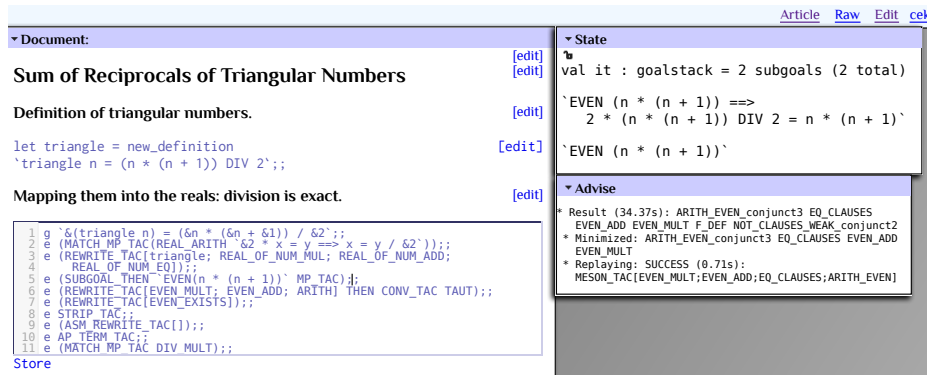 Article Raw Edit cek
Document:
[edit]
Sum of Reciprocals of Triangular Numbers [edit]
Definition of triangular numbers. [edit]
let triangle = new_definition [edit]
`triangle n = (n * (n + 1)) DIV 2`;;
Mapping them into the reals: division is exact. [edit]
1 g `&(triangle n) = (&n * (&n + &1)) / &2`;;
2 e (MATCH_MP_TAC(REAL_ARITH `&2 * x = y ==> x = y / &2`));;
3 e (REWRITE_TAC[triangle; REAL_OF_NUM_MUL; REAL_OF_NUM_ADD;
4 REAL_OF_NUM_EQ]);;
5 e (SUBGOAL_THEN `EVEN(n * (n + 1))` MP_TAC);;
6 e (REWRITE_TAC[EVEN_MULT; EVEN_ADD; ARITH] THEN CONV_TAC TAUT);;
7 e (REWRITE_TAC[EVEN_EXISTS]);;
8 e STRIP_TAC;;
9 e (ASM_REWRITE_TAC[]);;
10 e AP_TERM_TAC;;
11 e (MATCH_MP_TAC DIV_MULT);;
Store
State
val it : goalstack = 2 subgoals (2 total)
`EVEN (n * (n + 1)) ==>
2 * (n * (n + 1)) DIV 2 = n * (n + 1)`
`EVEN (n * (n + 1))`
Advise
* Result (34.37s): ARITH_EVEN_conjunct3 EQ_CLAUSES
EVEN_ADD EVEN_MULT F_DEF NOT_CLAUSES_WEAK_conjunct2
* Minimized: ARITH_EVEN_conjunct3 EQ_CLAUSES EVEN_ADD
EVEN_MULT
* Replaying: SUCCESS (0.71s):
MESON_TAC[EVEN_MULT;EVEN_ADD;EQ_CLAUSES;ARITH_EVEN]